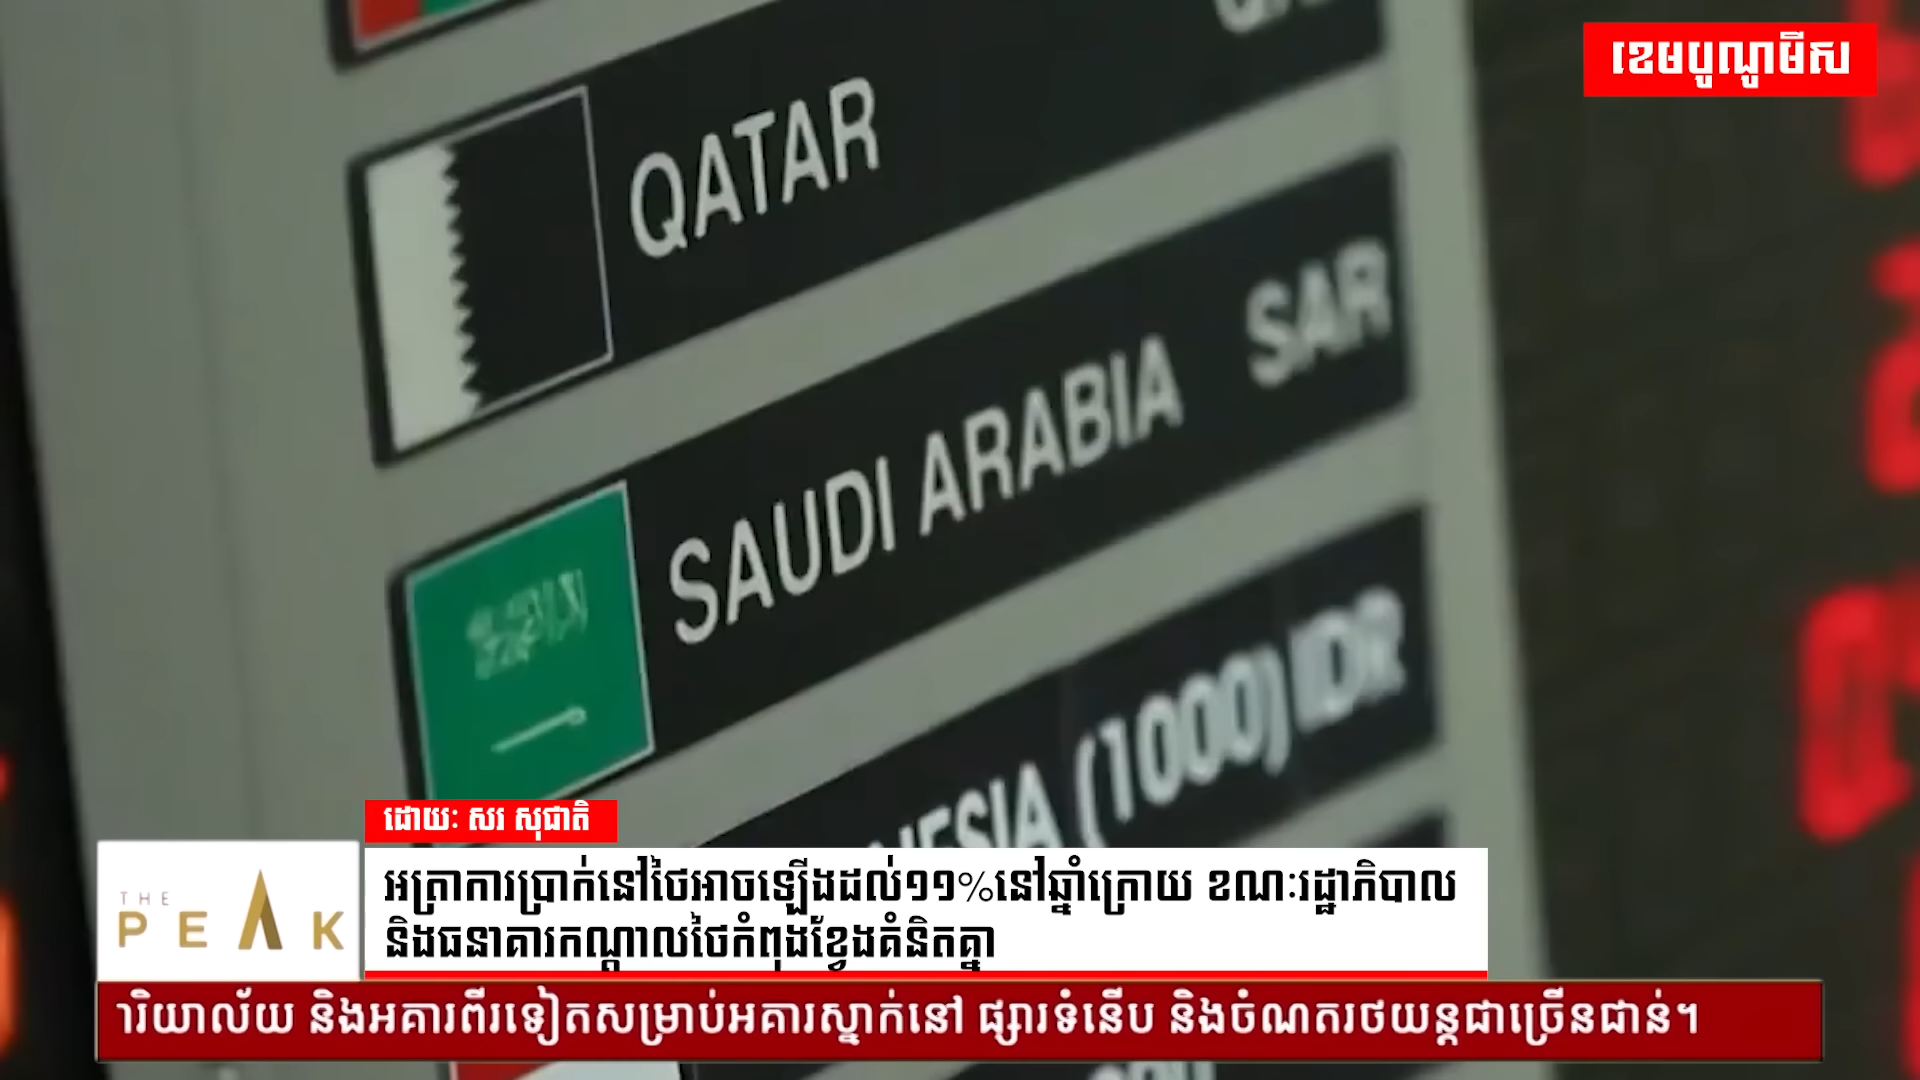 ខេមបូណូមីស
QATAR
SAUDI ARABIA SAR
NESIA (1000) IDR
ដោយៈ សរ សុជាតិ
THE
PEAK
អត្រាការប្រាក់នៅថៃអាចឡើងដល់១១%នៅឆ្នាំក្រោយ ខណៈរដ្ឋាភិបាល
និងធនាគារកណ្ដាលថៃកំពុងខ្វែងគំនិតគ្នា
ារិយាល័យ និងអគារពីរទៀតសម្រាប់អគារស្នាក់នៅ ផ្សារទំនើប និងចំណតរថយន្តជាច្រើនជាន់។